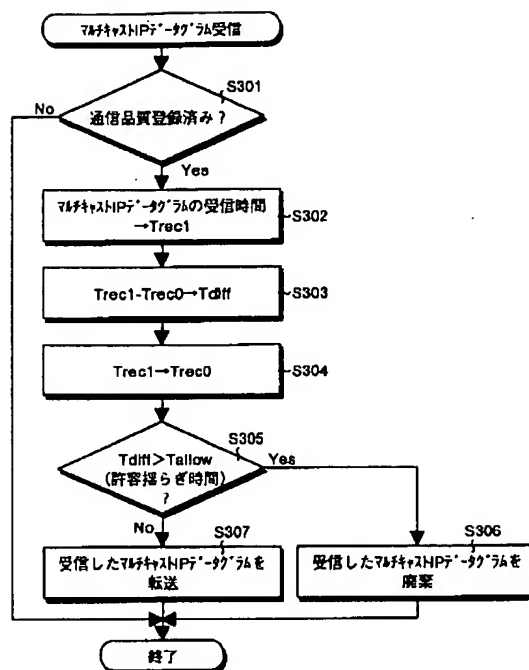 マルチキャストIPデータグラム受信
S301
No
通信品質登録済み?
Yes
マルチキャストIPデータグラムの受信時間
→Trec1
S302
Trec1-Trec0→Tdiff
S303
Trec1→Trec0
S304
S305
Tdiff>Tallow
(許容揺らぎ時間)
?
Yes
No
S307
受信したマルチキャストIPデータグラムを
転送
S306
受信したマルチキャストIPデータグラムを
廃棄
終了